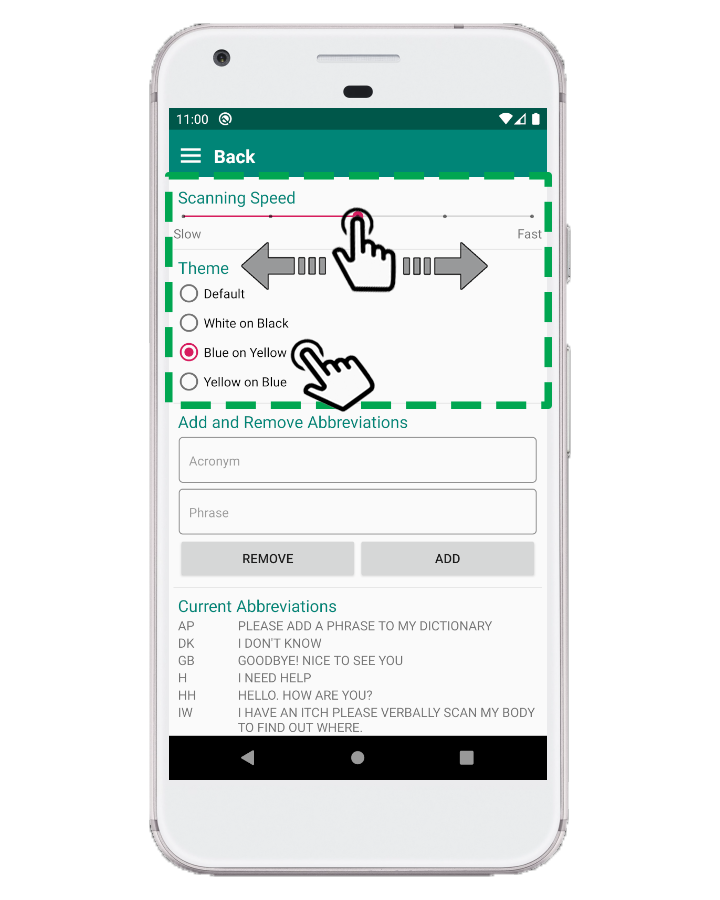 11:00
Back
Scanning Speed
Slow Fast
Theme
Default
White on Black
Blue on Yellow
Yellow on Blue
Add and Remove Abbreviations
Acronym
Phrase
REMOVE ADD
Current Abbreviations
AP PLEASE ADD A PHRASE TO MY DICTIONARY
DK I DON'T KNOW
GB GOODBYE! NICE TO SEE YOU
H I NEED HELP
HH HELLO. HOW ARE YOU?
IW I HAVE AN ITCH PLEASE VERBALLY SCAN MY BODY
TO FIND OUT WHERE.